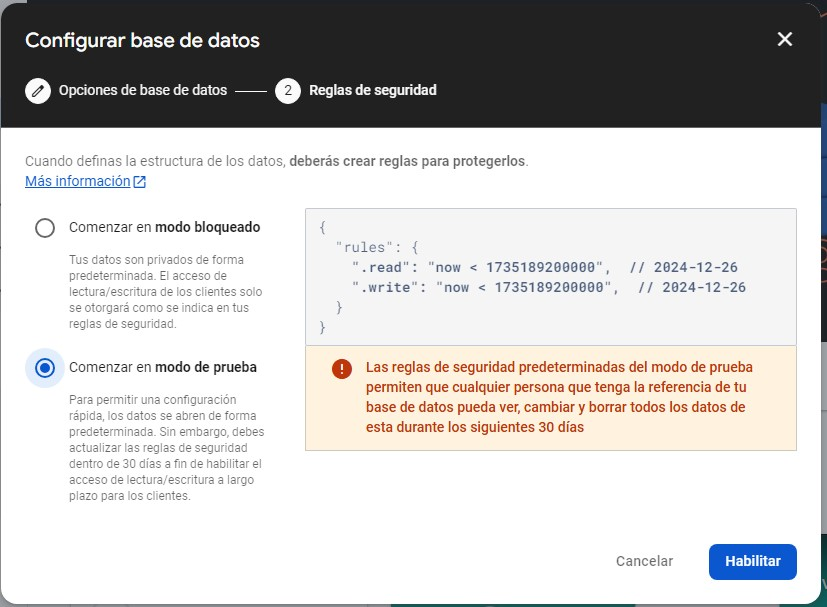 Configurar base de datos
Opciones de base de datos
2 Reglas de seguridad
Cuando definas la estructura de los datos, deberás crear reglas para protegerlos.
Más información
Comenzar en modo bloqueado
Tus datos son privados de forma
predeterminada. El acceso de
lectura/escritura de los clientes solo
se otorgará como se indica en tus
reglas de seguridad.
Comenzar en modo de prueba
Para permitir una configuración
rápida, los datos se abren de forma
predeterminada. Sin embargo, debes
actualizar las reglas de seguridad
dentro de 30 días a fin de habilitar el
acceso de lectura/escritura a largo
plazo para los clientes.
{
"rules": {
".read": "now < 1735189200000", // 2024-12-26
".write": "now < 1735189200000", // 2024-12-26
}
}
Las reglas de seguridad predeterminadas del modo de prueba
permiten que cualquier persona que tenga la referencia de tu
base de datos pueda ver, cambiar y borrar todos los datos de
esta durante los siguientes 30 días
Cancelar
Habilitar